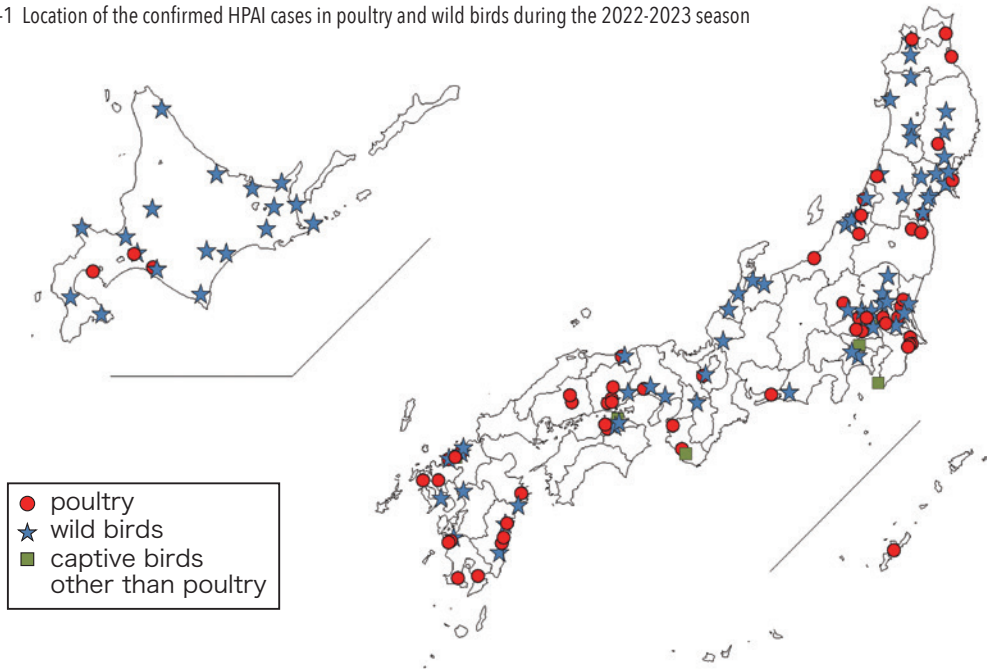 -1 Location of the confirmed HPAI cases in poultry and wild birds during the 2022-2023 season
poultry
wild birds
captive birds
other than poultry